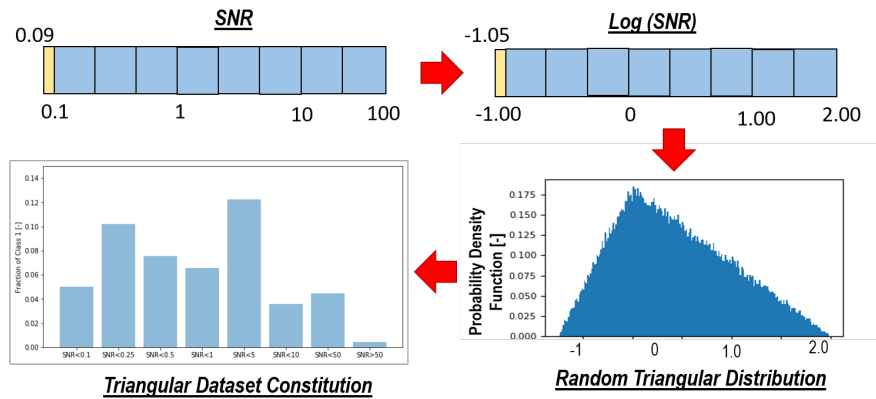 SNR
0.09
0.1 1 10 100
Log (SNR)
-1.05
-1.00 0 1.00 2.00
Fraction of Class 1 [-]
0.14
0.12
0.10
0.08
0.06
0.04
0.02
0.00
SNR<0.1 SNR<0.25 SNR<0.5 SNR<1 SNR<5 SNR<10 SNR<50 SNR>50
Triangular Dataset Constitution
Probability Density
Function [-]
0.175
0.150
0.125
0.100
0.075
0.050
0.025
0.000
-1 0 1.0 2.0
Random Triangular Distribution